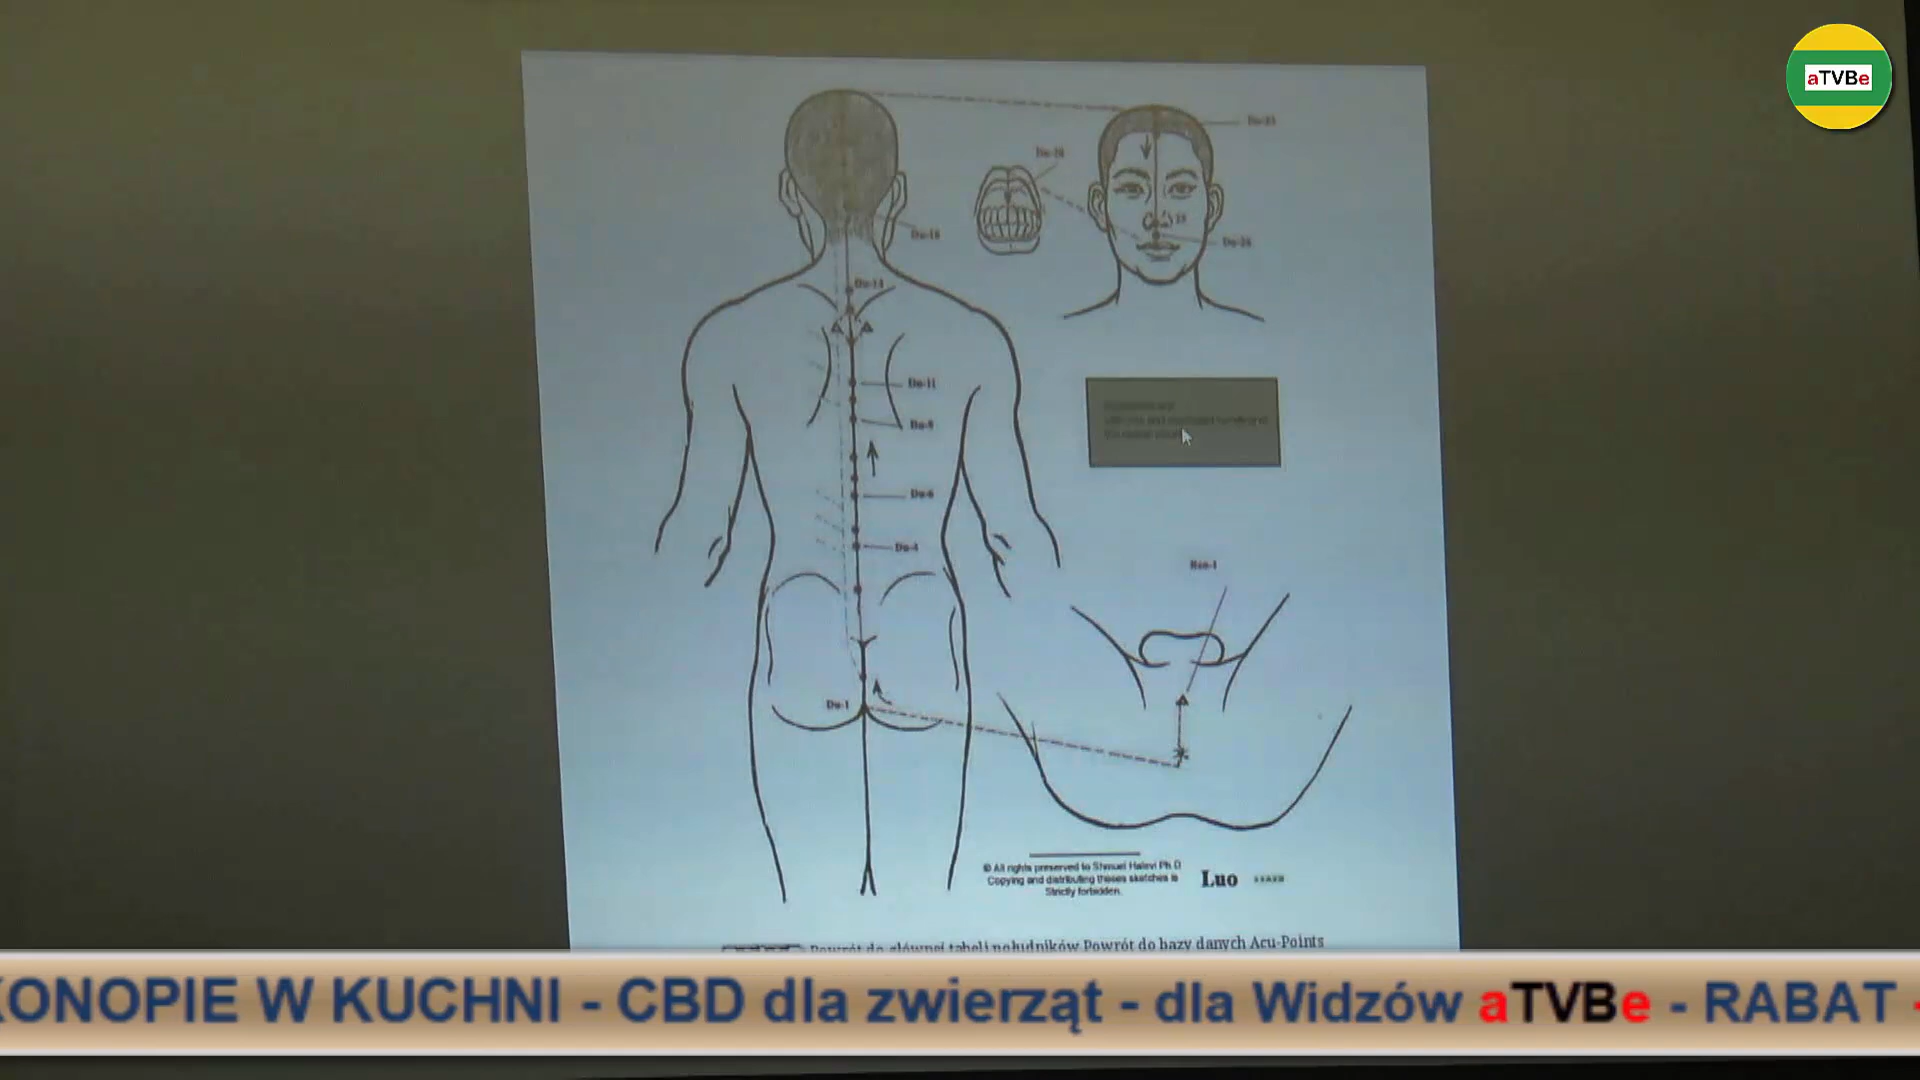 aTVBe
Du-16
Du-14
Du-11
Du-9
Du-6
Du-4
Ren-1
Du-1
© All rights preserved to Shmuel Halevi Ph.D
Copying and distributing theses sketches is
Strictly forbidden.
Luo
Powrót do głównej tabeli południków Powrót do bazy danych Acu-Points
KONOPIE W KUCHNI - CBD dla zwierząt - dla Widzów aTVBe - RABAT -